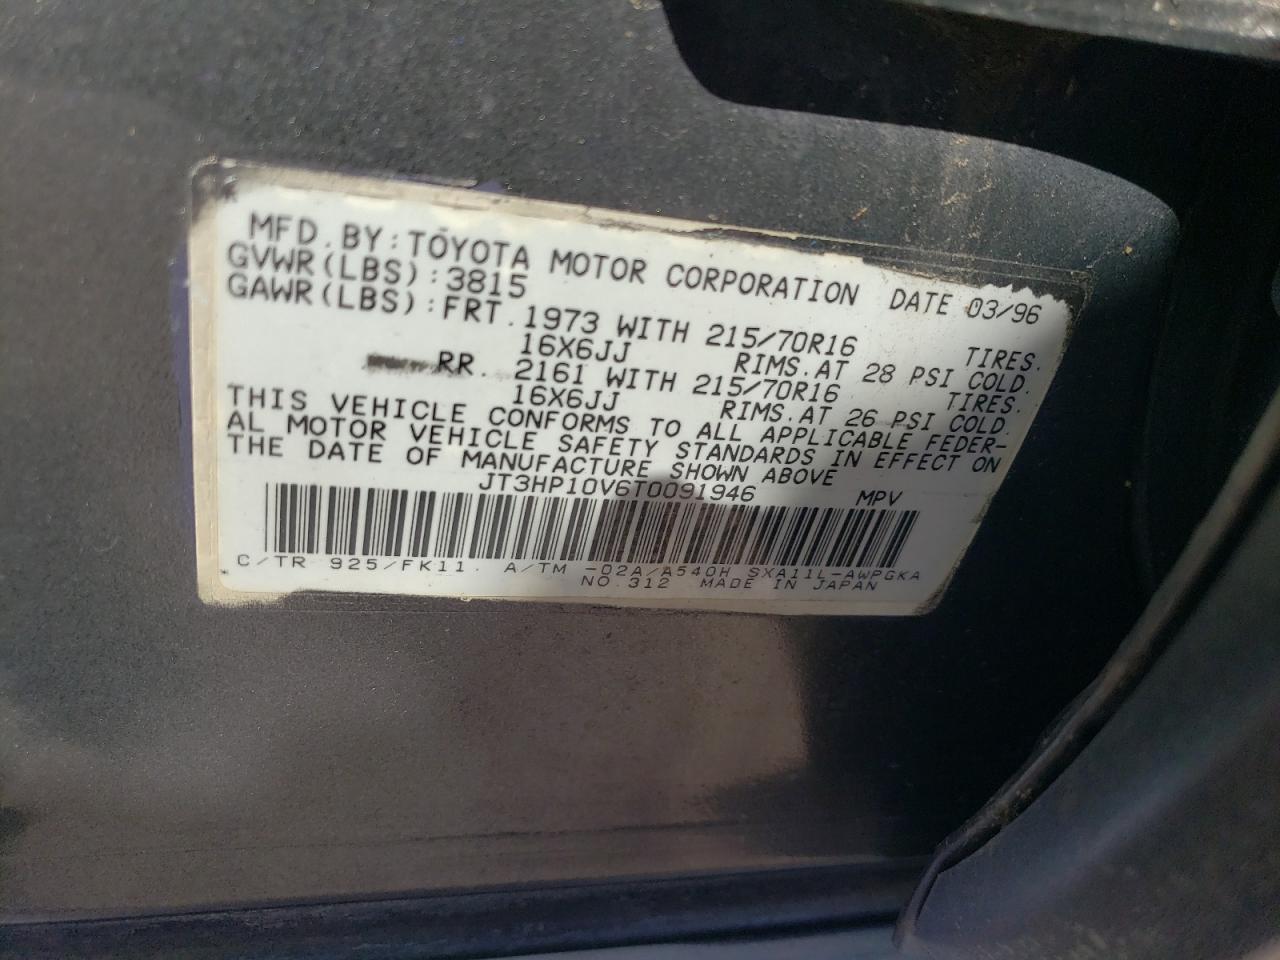 MFD. BY: TOYOTA MOTOR CORPORATION DATE 03/96
GVWR(LBS): 3815
GAWR(LBS): FRT. 1973 WITH 215/70R16 TIRES.
16X6JJ RIMS. AT 28 PSI COLD.
RR. 2161 WITH 215/70R16 TIRES.
16X6JJ RIMS. AT 26 PSI COLD.
THIS VEHICLE CONFORMS TO ALL APPLICABLE FEDER-
AL MOTOR VEHICLE SAFETY STANDARDS IN EFFECT ON
THE DATE OF MANUFACTURE SHOWN ABOVE
JT3HP10V6T0091946 MPV
C/TR 925/FK11. A/TM -02A/A540H SXA11L-AWPGKA
NO.312 MADE IN JAPAN